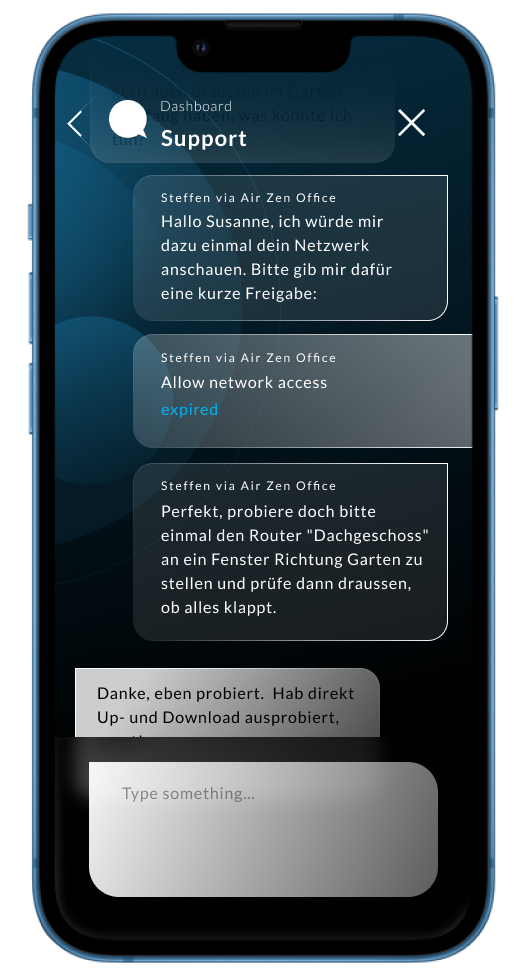 gern auch draussen im Garten
haben, was könnte ich
tun?
Dashboard
Support
Steffen via Air Zen Office
Hallo Susanne, ich würde mir
dazu einmal dein Netzwerk
anschauen. Bitte gib mir dafür
eine kurze Freigabe:
Steffen via Air Zen Office
Allow network access
expired
Steffen via Air Zen Office
Perfekt, probiere doch bitte
einmal den Router "Dachgeschoss"
an ein Fenster Richtung Garten zu
stellen und prüfe dann draussen,
ob alles klappt.
Danke, eben probiert. Hab direkt
Up- und Download ausprobiert,
Type something...